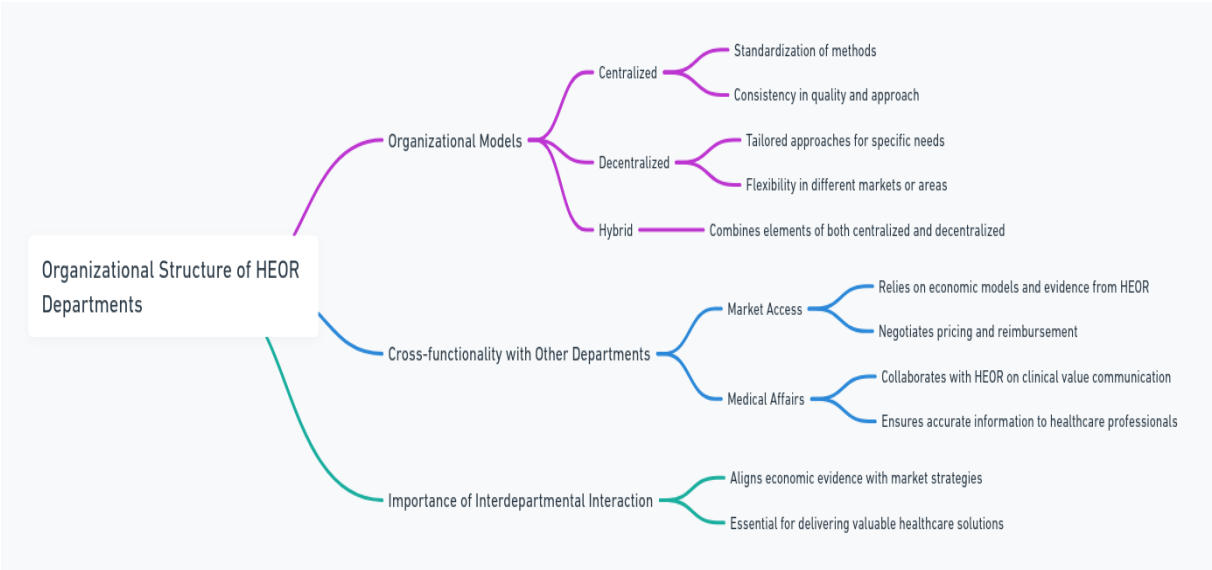 Organizational Structure of HEOR
Departments
Organizational Models
Centralized
Standardization of methods
Consistency in quality and approach
Decentralized
Tailored approaches for specific needs
Flexibility in different markets or areas
Hybrid
Combines elements of both centralized and decentralized
Cross-functionality with Other Departments
Market Access
Relies on economic models and evidence from HEOR
Negotiates pricing and reimbursement
Medical Affairs
Collaborates with HEOR on clinical value communication
Ensures accurate information to healthcare professionals
Importance of Interdepartmental Interaction
Aligns economic evidence with market strategies
Essential for delivering valuable healthcare solutions